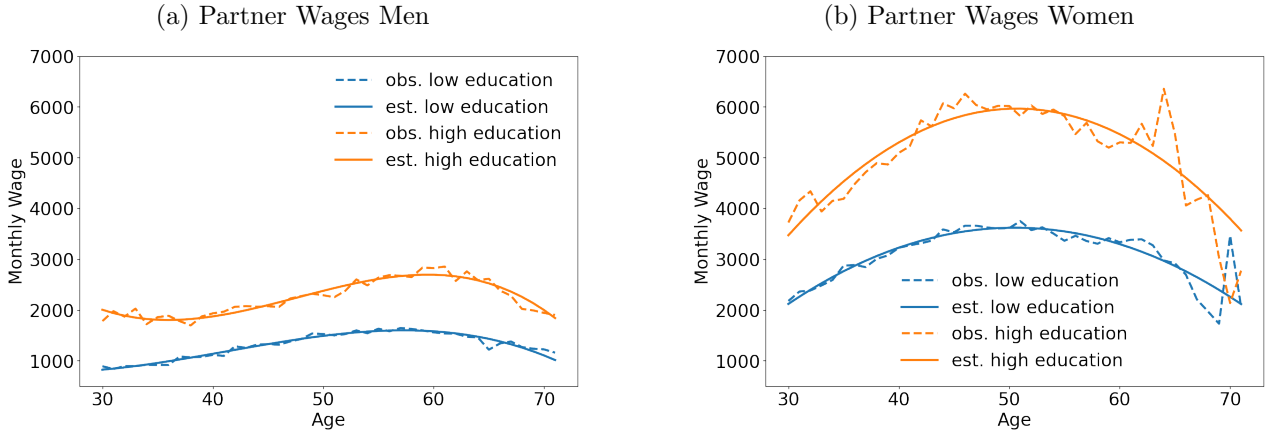 (a) Partner Wages Men
7000
6000
5000
4000
3000
2000
1000
Monthly Wage
30 40 50 60 70
Age
obs. low education
est. low education
obs. high education
est. high education
(b) Partner Wages Women
7000
6000
5000
4000
3000
2000
1000
Monthly Wage
30 40 50 60 70
Age
obs. low education
est. low education
obs. high education
est. high education